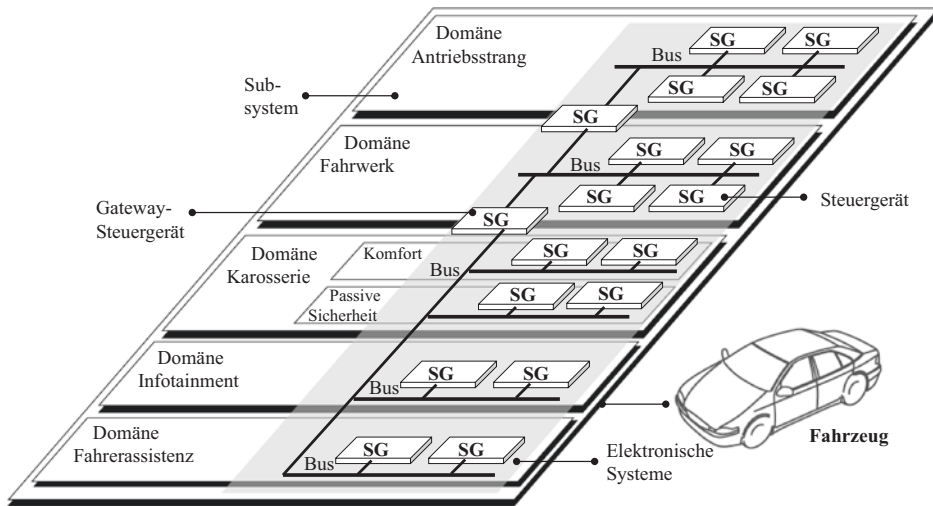 Domäne
Antriebsstrang
SG
SG
Bus
SG
SG
Sub-
system
SG
Domäne
Fahrwerk
SG
SG
Bus
SG
SG
Steuergerät
Gateway-
Steuergerät
SG
Domäne
Karosserie
Komfort
SG
SG
Bus
Passive
Sicherheit
SG
SG
Domäne
Infotainment
SG
SG
Bus
Domäne
Fahrerassistenz
SG
SG
Bus
Elektronische
Systeme
Fahrzeug